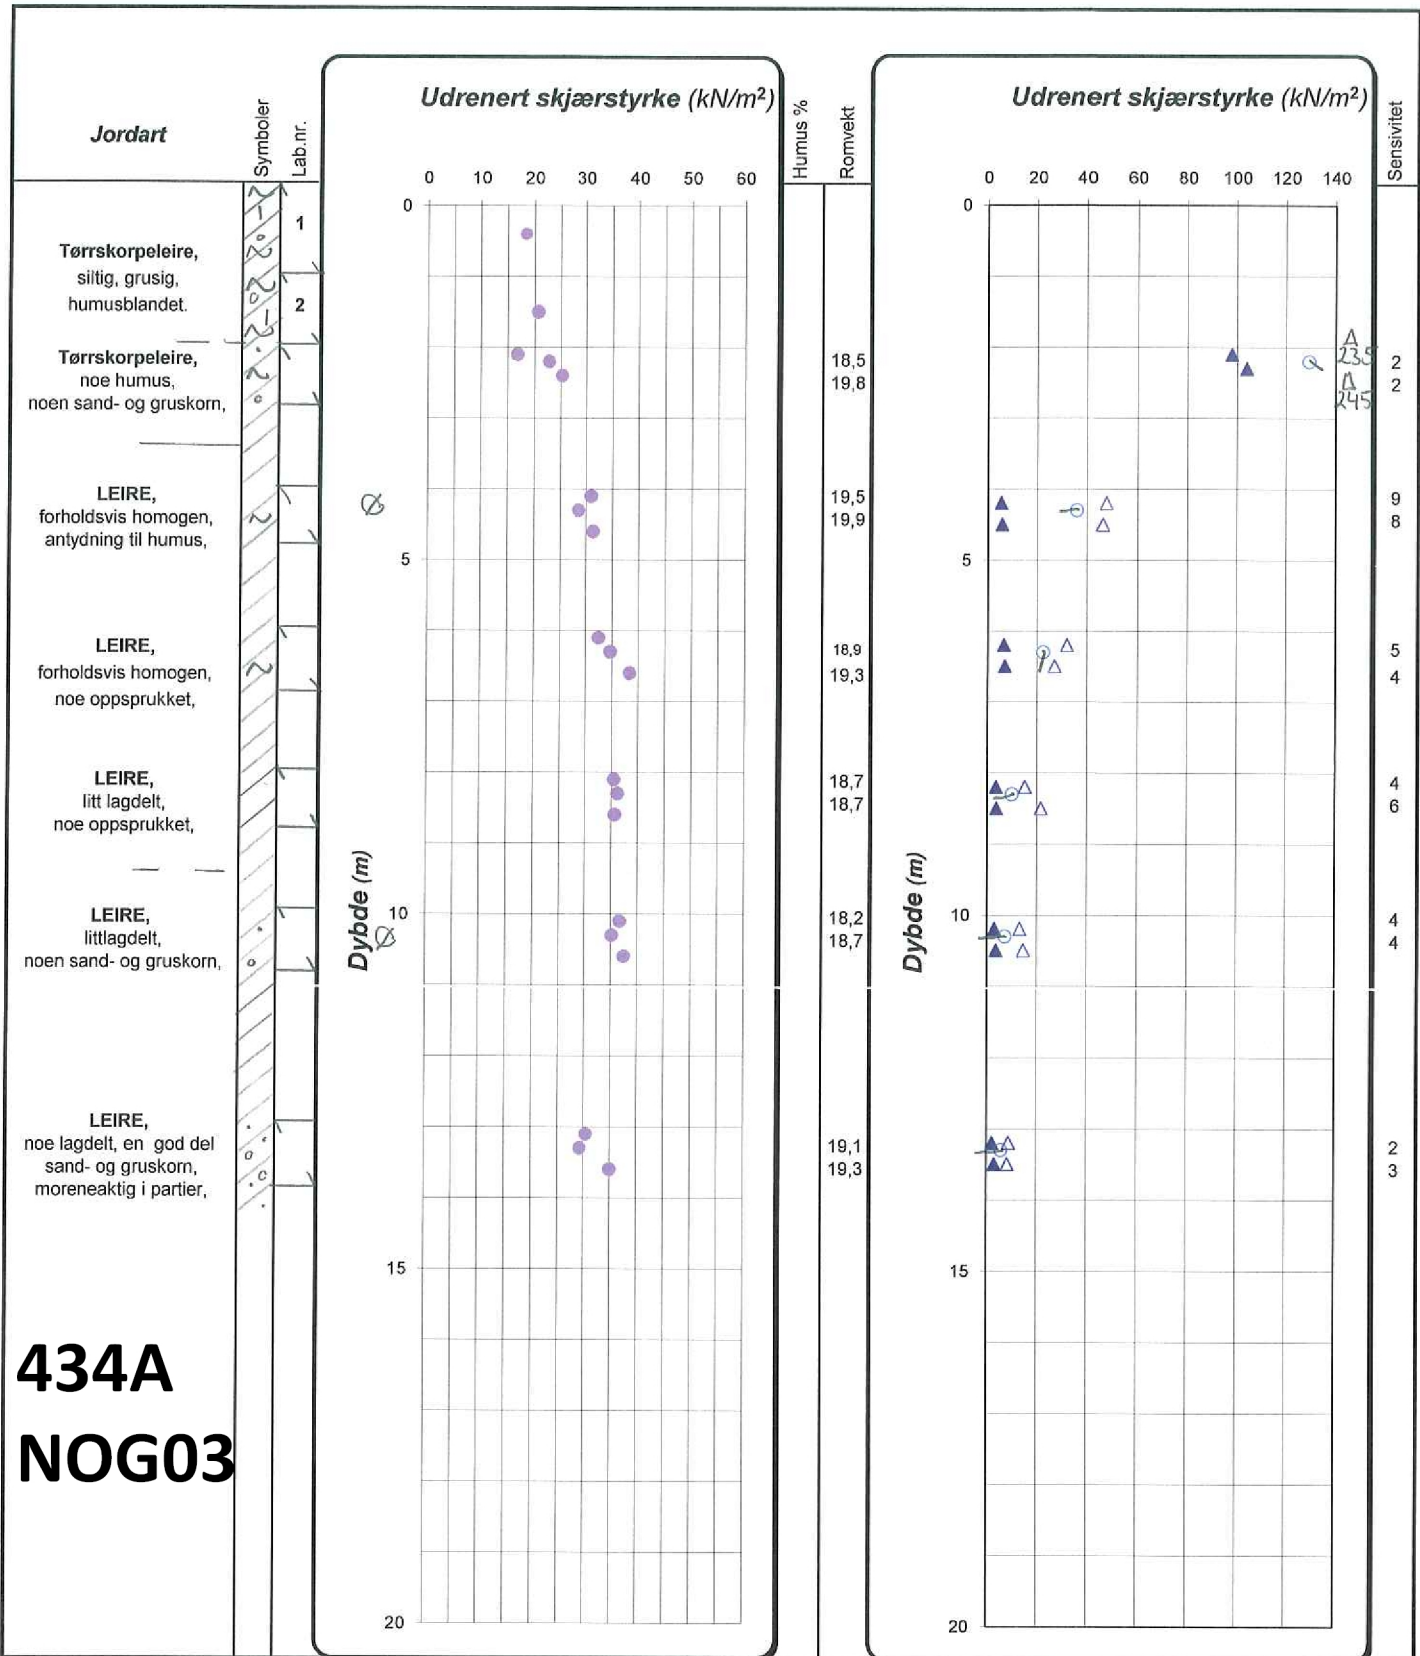 Jordart
Symboler
Lab.nr.
Udrenert skjærstyrke (kN/m²)
Humus %
Romvekt
Udrenert skjærstyrke (kN/m²)
Sensivitet
0 10 20 30 40 50 60
0 20 40 60 80 100 120 140
0
0
1
Tørrskorpeleire,
siltig, grusig,
humusblandet.
2
Tørrskorpeleire,
noe humus,
noen sand- og gruskorn,
18,5
19,8
235
245
2
2
LEIRE,
forholdsvis homogen,
antydning til humus,
19,5
19,9
9
8
5
5
LEIRE,
forholdsvis homogen,
noe oppsprukket,
18,9
19,3
5
4
LEIRE,
litt lagdelt,
noe oppsprukket,
18,7
18,7
4
6
Dybde (m)
Dybde (m)
10
10
LEIRE,
littlagdelt,
noen sand- og gruskorn,
18,2
18,7
4
4
LEIRE,
noe lagdelt, en god del
sand- og gruskorn,
moreneaktig i partier,
19,1
19,3
2
3
15
15
434A
NOG03
20
20